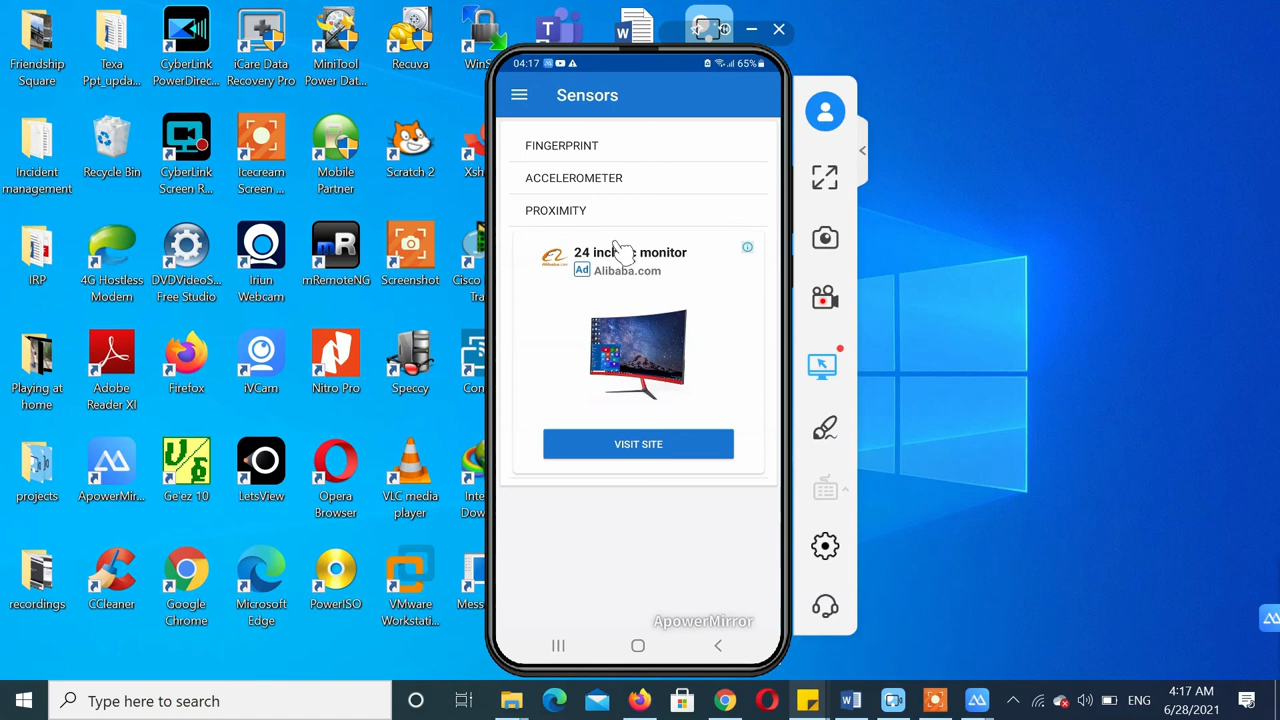 Friendship
Square
Texa
Ppt_upda...
CyberLink
PowerDirec...
iCare Data
Recovery Pro
MiniTool
Power Dat...
Recuva
T
W
Incident
management
Recycle Bin
CyberLink
Screen R...
Icecream
Screen ...
Mobile
Partner
Scratch 2
IRP
4G Hostless
Modem
DVDVideoS...
Free Studio
Iriun
Webcam
mRemoteNG
Screenshot
Playing at
home
Adobe
Reader XI
Firefox
iVCam
Nitro Pro
Speccy
projects
ApowerMir...
Ge'ez 10
LetsView
Opera
Browser
VLC media
player
recordings
CCleaner
Google
Chrome
Microsoft
Edge
PowerISO
VMware
Workstati...
04:17
65%
Sensors
FINGERPRINT
ACCELEROMETER
PROXIMITY
monitor
Ad Alibaba.com
VISIT SITE
ApowerMirror
Type here to search
ENG
4:17 AM
6/28/2021